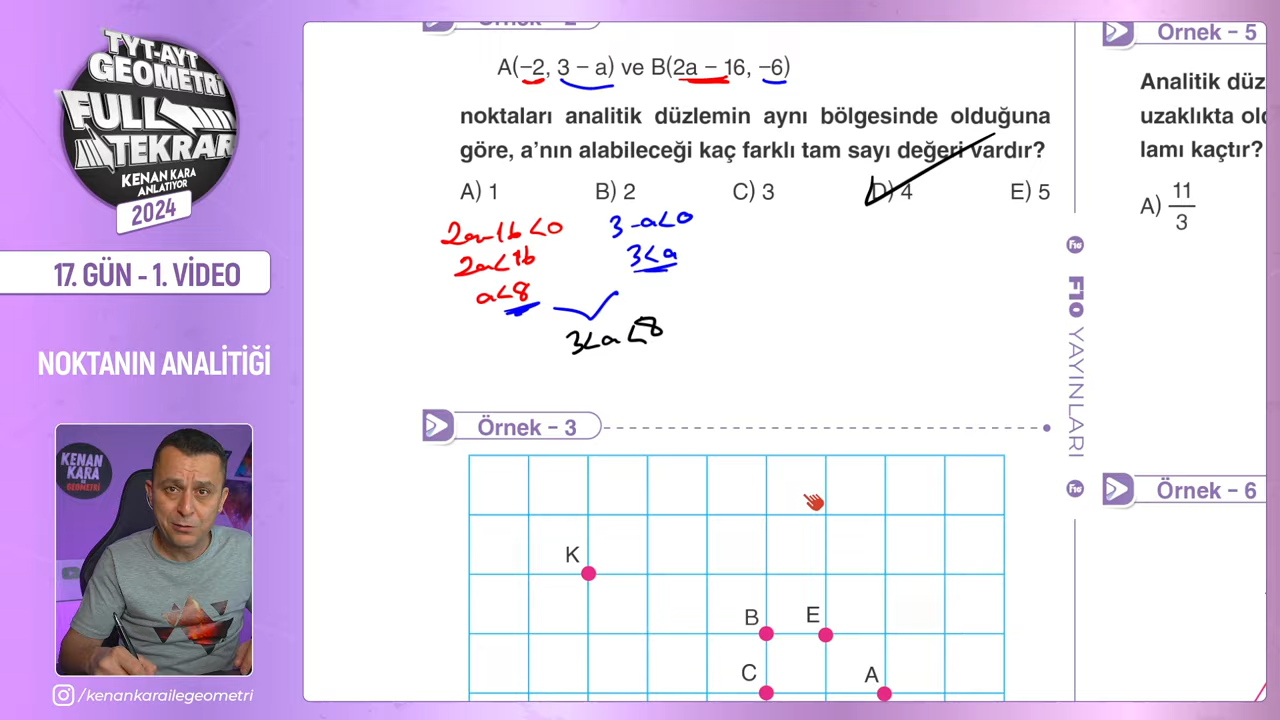 TYT-AYT
GEOMETRİ
FULL
TEKRAR
KENAN KARA
ANLATIYOR
2024
17. GÜN - 1. VİDEO
NOKTANIN ANALİTİĞİ
KENAN
KARA
GEOMETRİ
/kenankarailegeometri
A(−2, 3 − a) ve B(2a − 16, −6)
noktaları analitik düzlemin aynı bölgesinde olduğuna
göre, a’nın alabileceği kaç farklı tam sayı değeri vardır?
A) 1 B) 2 C) 3 D) 4 E) 5
2a-16<0 3-a<0
2a<16 3<a
a<8
3<a<8
Örnek – 3
K
B E
C A
F10 YAYINLARI
F10
F10
Örnek – 5
Analitik düz
uzaklıkta ol
lamı kaçtır?
A) 11
3
Örnek – 6